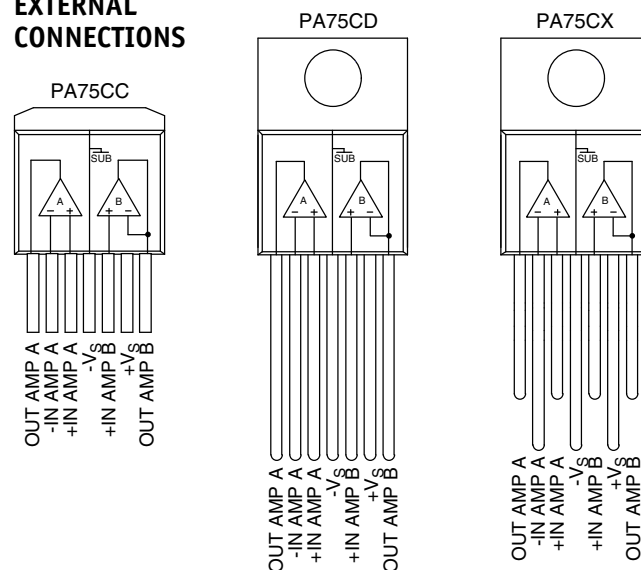 EXTERNAL
CONNECTIONS
PA75CC
SUB
A
B
- +
+ -
OUT AMP A
-IN AMP A
+IN AMP A
-VS
+IN AMP B
+VS
OUT AMP B
PA75CD
SUB
A
B
- +
+ -
OUT AMP A
-IN AMP A
+IN AMP A
-VS
+IN AMP B
+VS
OUT AMP B
PA75CX
SUB
A
B
- +
+ -
OUT AMP A
-IN AMP A
+IN AMP A
-VS
+IN AMP B
+VS
OUT AMP B